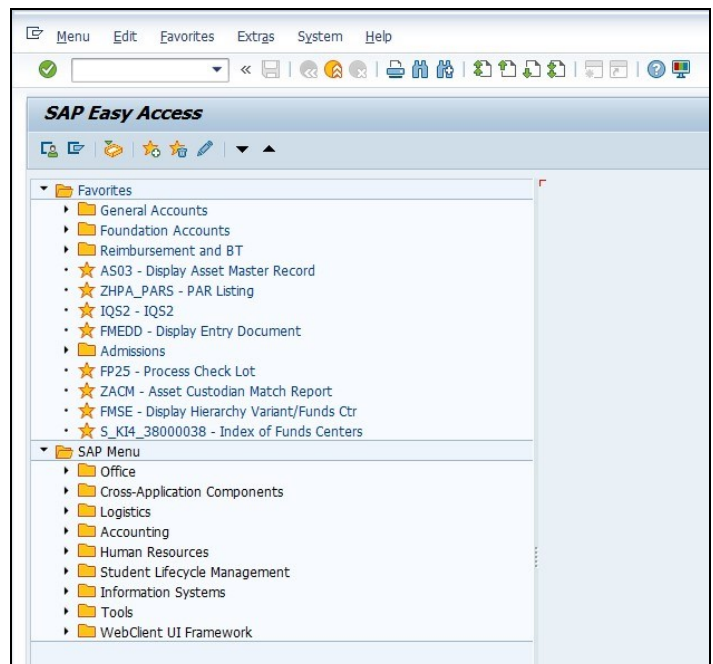 Menu Edit Favorites Extras System Help
SAP Easy Access
Favorites
General Accounts
Foundation Accounts
Reimbursement and BT
AS03 - Display Asset Master Record
ZHPA_PARS - PAR Listing
IQS2 - IQS2
FMEDD - Display Entry Document
Admissions
FP25 - Process Check Lot
ZACM - Asset Custodian Match Report
FMSE - Display Hierarchy Variant/Funds Ctr
S_KI4_38000038 - Index of Funds Centers
SAP Menu
Office
Cross-Application Components
Logistics
Accounting
Human Resources
Student Lifecycle Management
Information Systems
Tools
WebClient UI Framework